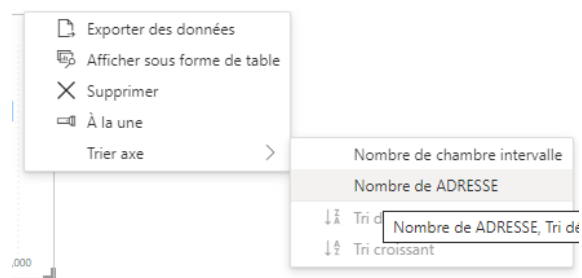 Exporter des données
Afficher sous forme de table
Supprimer
À la une
Trier axe
Nombre de chambre intervalle
Nombre de ADRESSE
Tri d
Nombre de ADRESSE, Tri dé
Tri croissant
,000